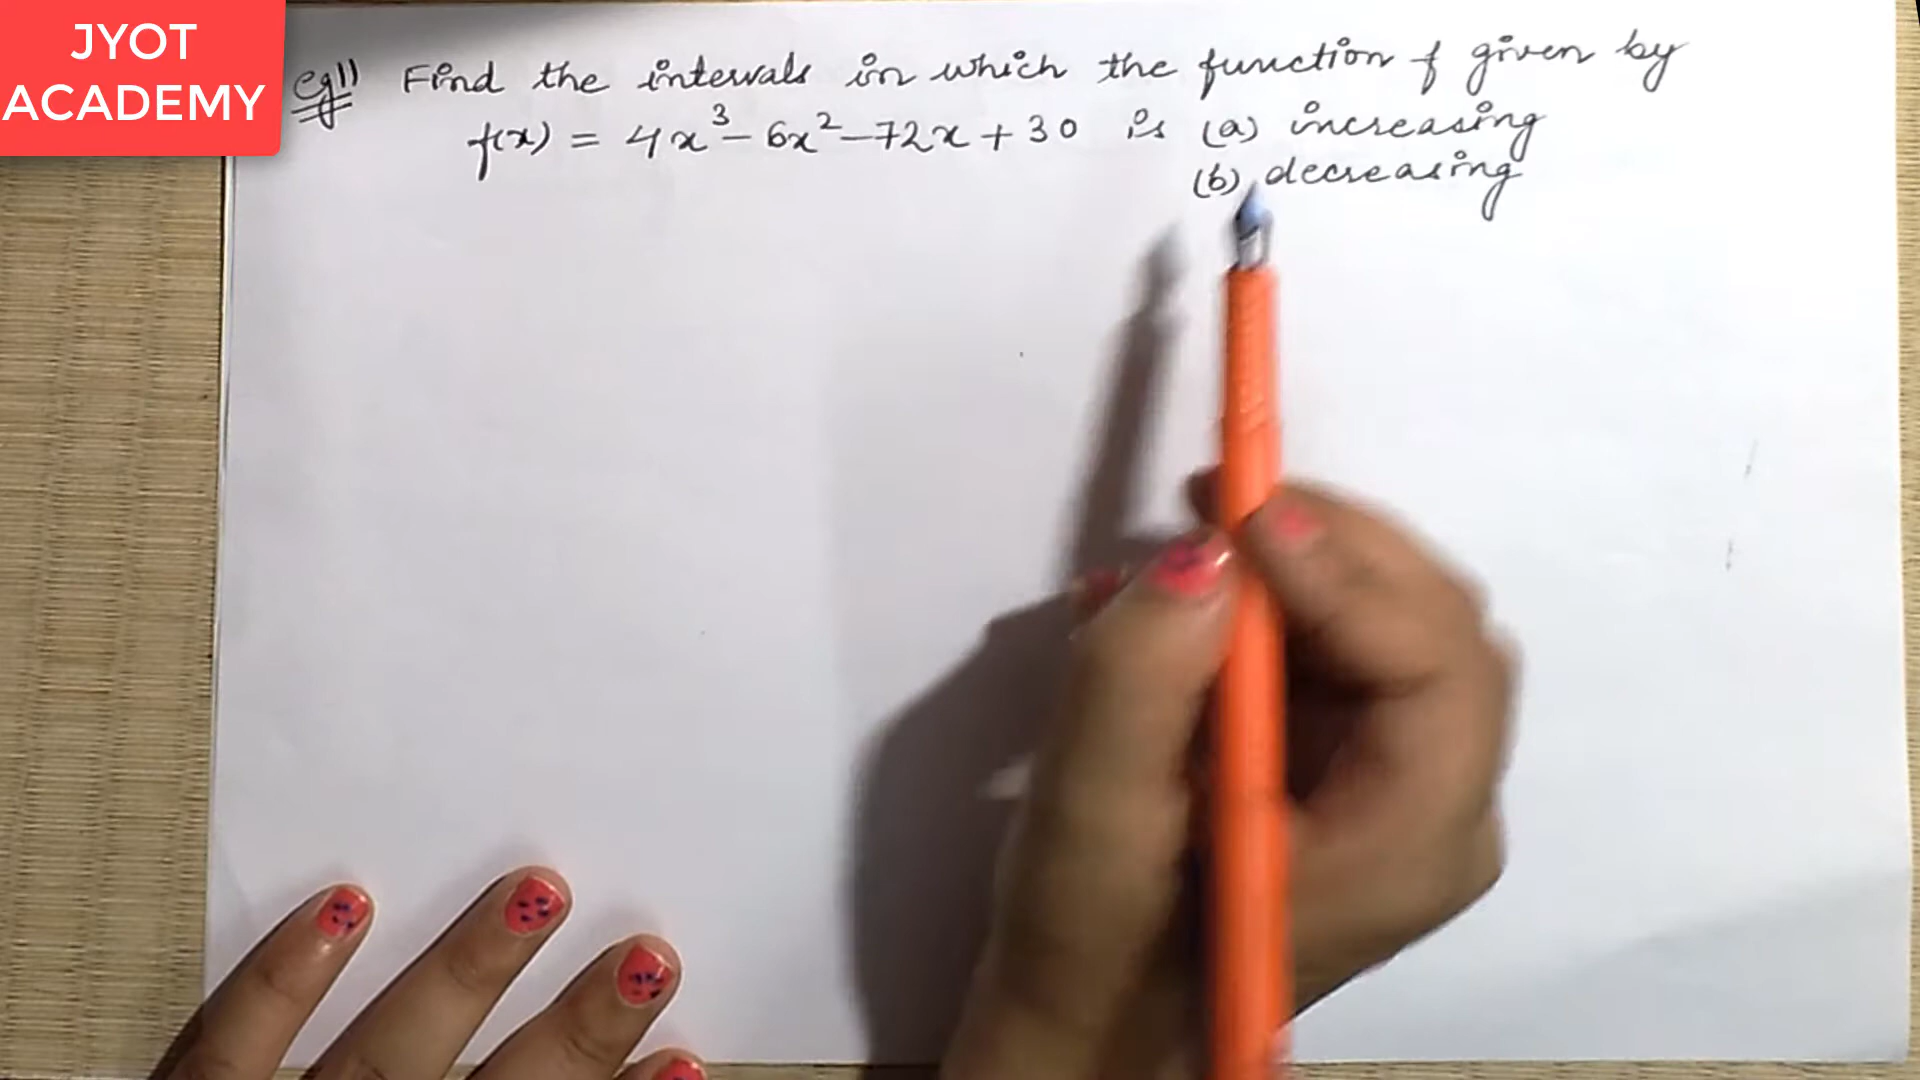 JYOT
ACADEMY
eg 11 Find the intervals in which the function f given by
f(x) = 4x³ - 6x² - 72x + 30 is (a) increasing
(b) decreasing